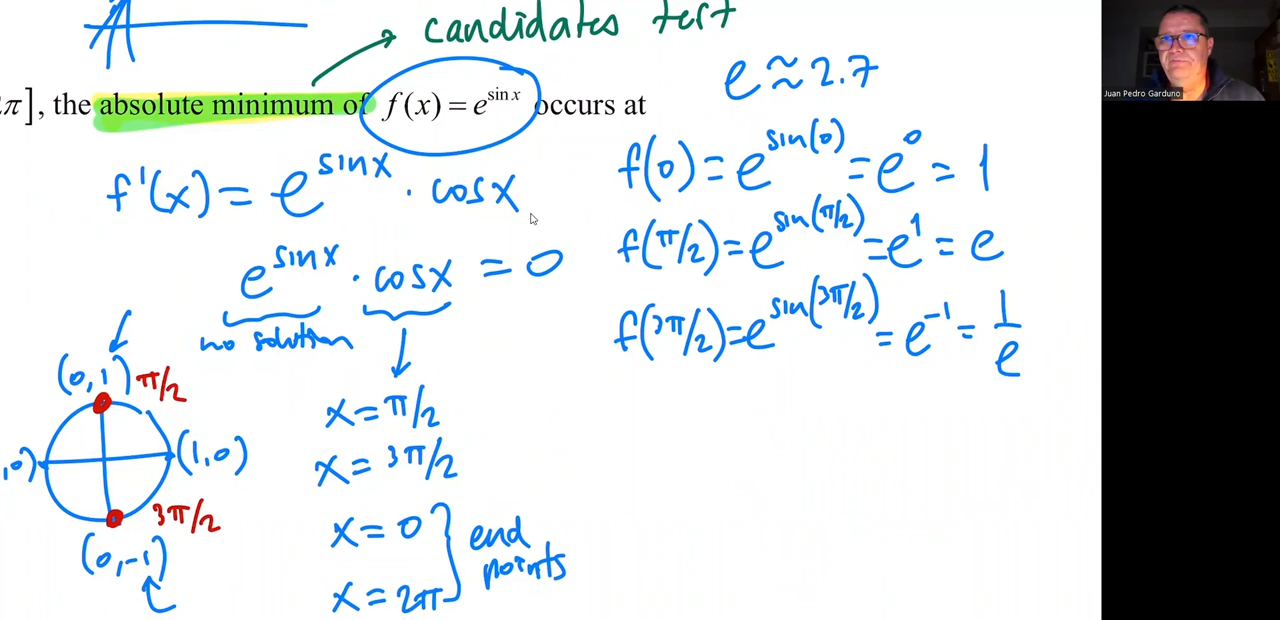 candidates test
e ≈ 2.7
π], the absolute minimum of f(x) = e^{sin x} occurs at
f'(x) = e^{sin x} · cos x
e^{sin x} · cos x = 0
no solution
(0,1) π/2
,0) (1,0)
3π/2
(0,-1)
x = π/2
x = 3π/2
x = 0
x = 2π
end
points
f(0) = e^{sin(0)} = e^0 = 1
f(π/2) = e^{sin(π/2)} = e^1 = e
f(3π/2) = e^{sin(3π/2)} = e^{-1} = 1/e
Juan Pedro Garduno